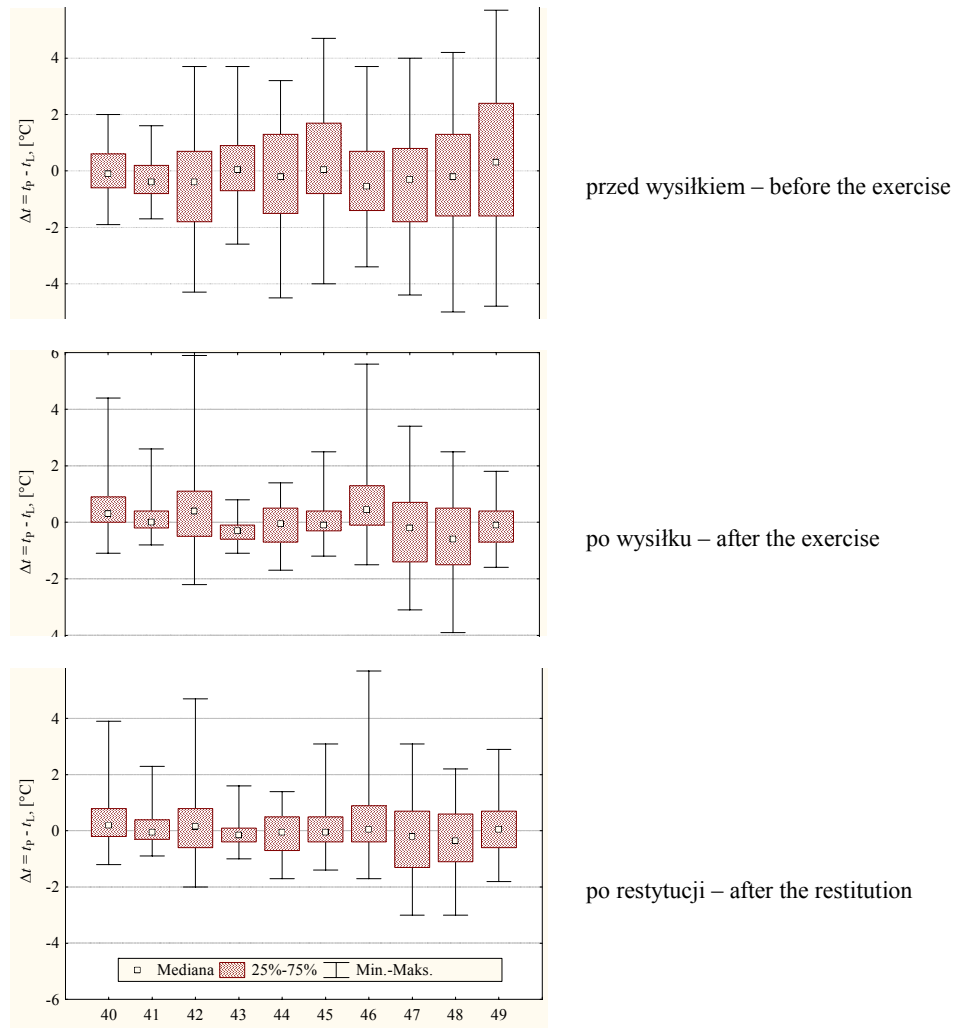 4
2
0
-2
-4
Δt = tP - tL, [°C]
przed wysiłkiem – before the exercise
6
4
2
0
-2
4
Δt = tP - tL, [°C]
po wysiłku – after the exercise
4
2
0
-2
-4
-6
Δt = tP - tL, [°C]
po restytucji – after the restitution
Mediana 25%-75% Min.-Maks.
40 41 42 43 44 45 46 47 48 49